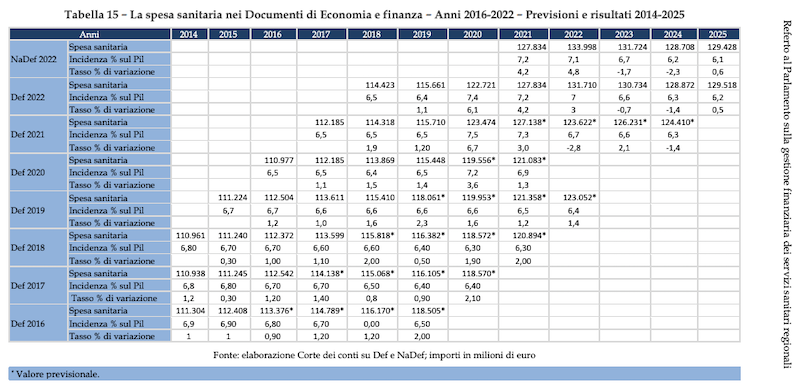 Tabella 15 – La spesa sanitaria nei Documenti di Economia e finanza – Anni 2016-2022 – Previsioni e risultati 2014-2025
Anni 2014 2015 2016 2017 2018 2019 2020 2021 2022 2023 2024 2025
NaDef 2022
Spesa sanitaria 127.834 133.998 131.724 128.708 129.428
Incidenza % sul Pil 7,2 7,1 6,7 6,2 6,1
Tasso % di variazione 4,2 4,8 -1,7 -2,3 0,6
Def 2022
Spesa sanitaria 114.423 115.661 122.721 127.834 131.710 130.734 128.872 129.518
Incidenza % sul Pil 6,5 6,4 7,4 7,2 7 6,6 6,3 6,2
Tasso % di variazione 1,1 6,1 4,2 3 -0,7 -1,4 0,5
Def 2021
Spesa sanitaria 112.185 114.318 115.710 123.474 127.138* 123.622* 126.231* 124.410*
Incidenza % sul Pil 6,5 6,5 6,5 7,5 7,3 6,7 6,6 6,3
Tasso % di variazione 1,9 1,20 6,7 3,0 -2,8 2,1 -1,4
Def 2020
Spesa sanitaria 110.977 112.185 113.869 115.448 119.556* 121.083*
Incidenza % sul Pil 6,5 6,5 6,4 6,5 7,2 6,9
Tasso % di variazione 1,1 1,5 1,4 3,6 1,3
Def 2019
Spesa sanitaria 111.224 112.504 113.611 115.410 118.061* 119.953* 121.358* 123.052*
Incidenza % sul Pil 6,7 6,7 6,6 6,6 6,6 6,6 6,5 6,4
Tasso % di variazione 1,2 1,0 1,6 2,3 1,6 1,2 1,4
Def 2018
Spesa sanitaria 110.961 111.240 112.372 113.599 115.818* 116.382* 118.572* 120.894*
Incidenza % sul Pil 6,80 6,70 6,70 6,60 6,60 6,40 6,30 6,30
Tasso % di variazione 0,30 1,00 1,10 2,00 0,50 1,90 2,00
Def 2017
Spesa sanitaria 110.938 111.245 112.542 114.138* 115.068* 116.105* 118.570*
Incidenza % sul Pil 6,8 6,80 6,70 6,70 6,50 6,40 6,40
Tasso % di variazione 1,2 0,30 1,20 1,40 0,8 0,90 2,10
Def 2016
Spesa sanitaria 111.304 112.408 113.376* 114.789* 116.170* 118.505*
Incidenza % sul Pil 6,9 6,90 6,80 6,70 0,00 6,50
Tasso % di variazione 1 1 0,90 1,20 1,20 2,00
Fonte: elaborazione Corte dei conti su Def e NaDef; importi in milioni di euro
* Valore previsionale.
Referto al Parlamento sulla gestione finanziaria dei servizi sanitari regionali